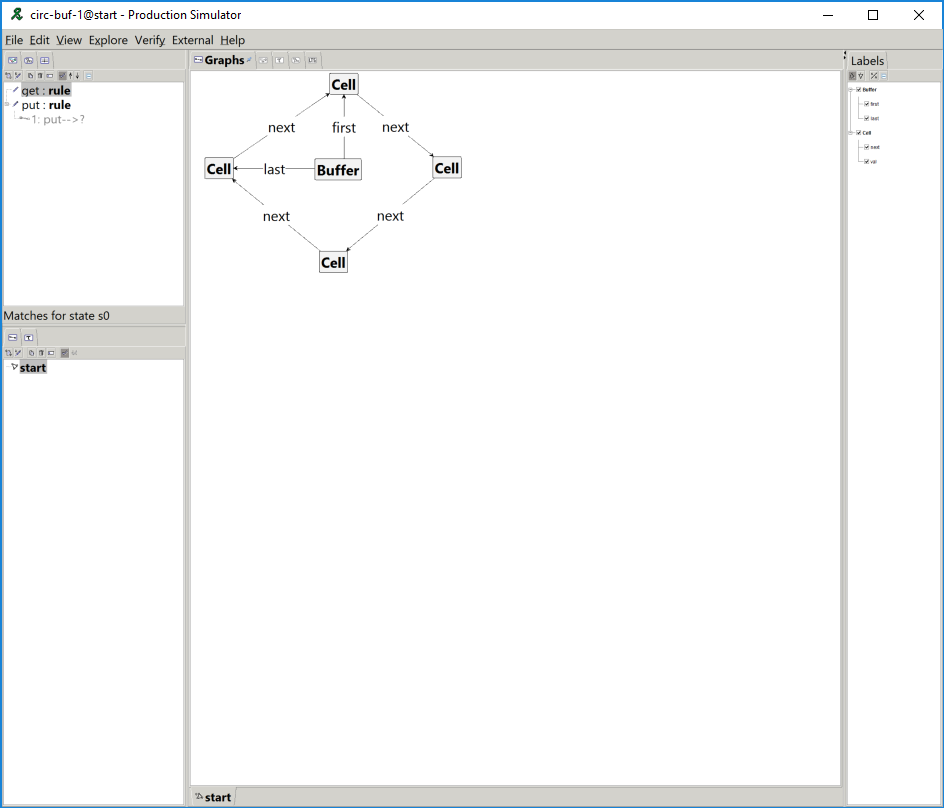 circ-buf-1@start - Production Simulator
File Edit View Explore Verify External Help
get : rule
put : rule
1: put-->?
Matches for state s0
start
Graphs
Cell
next first next
Cell last Buffer Cell
next next
Cell
start
Labels
Buffer
first
last
Cell
next